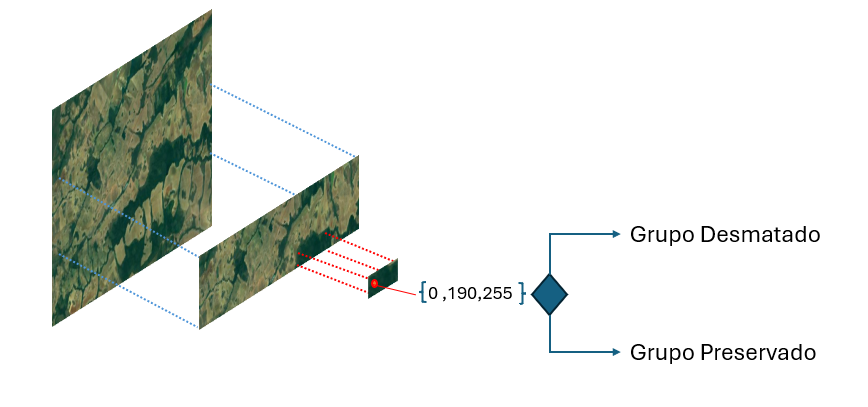 Grupo Desmatado
{0 ,190,255 }
Grupo Preservado